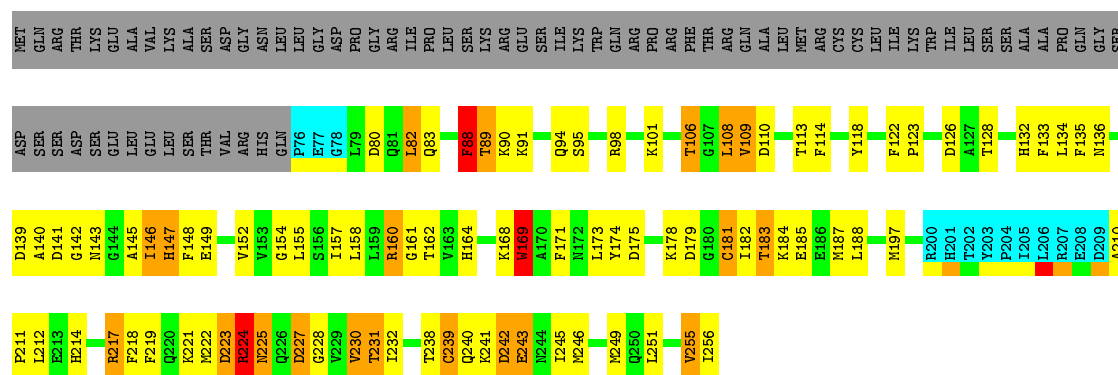 MET GLN ARG THR LYS GLU ALA VAL LYS ALA SER ASP GLY ASN LEU LEU GLY ASP PRO GLY ARG ILE PRO LEU SER LYS ARG GLU SER ILE LYS TRP GLN ARG PRO ARG PHE THR ARG GLN ALA LEU MET ARG CYS CYS LEU ILE LYS TRP ILE LEU SER SER ALA ALA PRO GLN GLY SER
ASP SER SER ASP SER GLU LEU GLU LEU SER THR VAL ARG HIS GLN P76 E77 G78 L79 D80 Q81 L82 Q83 F88 T89 K90 K91 Q94 S95 R98 K101 T106 G107 L108 V109 D110 T113 F114 Y118 F122 P123 D126 A127 T128 H132 F133 L134 F135 N136
D139 A140 D141 G142 N143 G144 A145 I146 H147 F148 E149 V152 V153 G154 L155 S156 I157 L158 L159 R160 G161 T162 V163 H164 K168 W169 A170 F171 N172 L173 Y174 D175 K178 D179 G180 C181 I182 T183 K184 E185 E186 M187 L188 M197 R200 H201 T202 Y203 P204 I205 L206 R207 E208 D209 A210
P211 L212 E213 H214 R217 F218 F219 Q220 K221 M222 D223 R224 N225 Q226 D227 G228 V229 V230 T231 I232 T238 C239 Q240 K241 D242 E243 N244 I245 M246 M249 Q250 L251 V255 I256